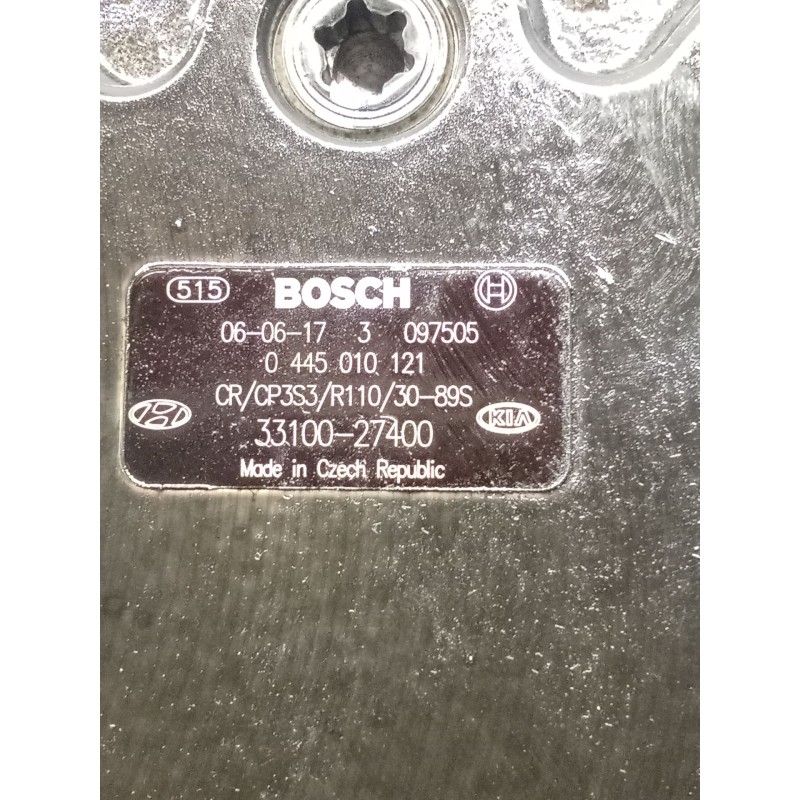 515 BOSCH H
06-06-17 3 097505
0 445 010 121
CR/CP3S3/R110/30-89S
KIA
33100-27400
Made in Czech Republic